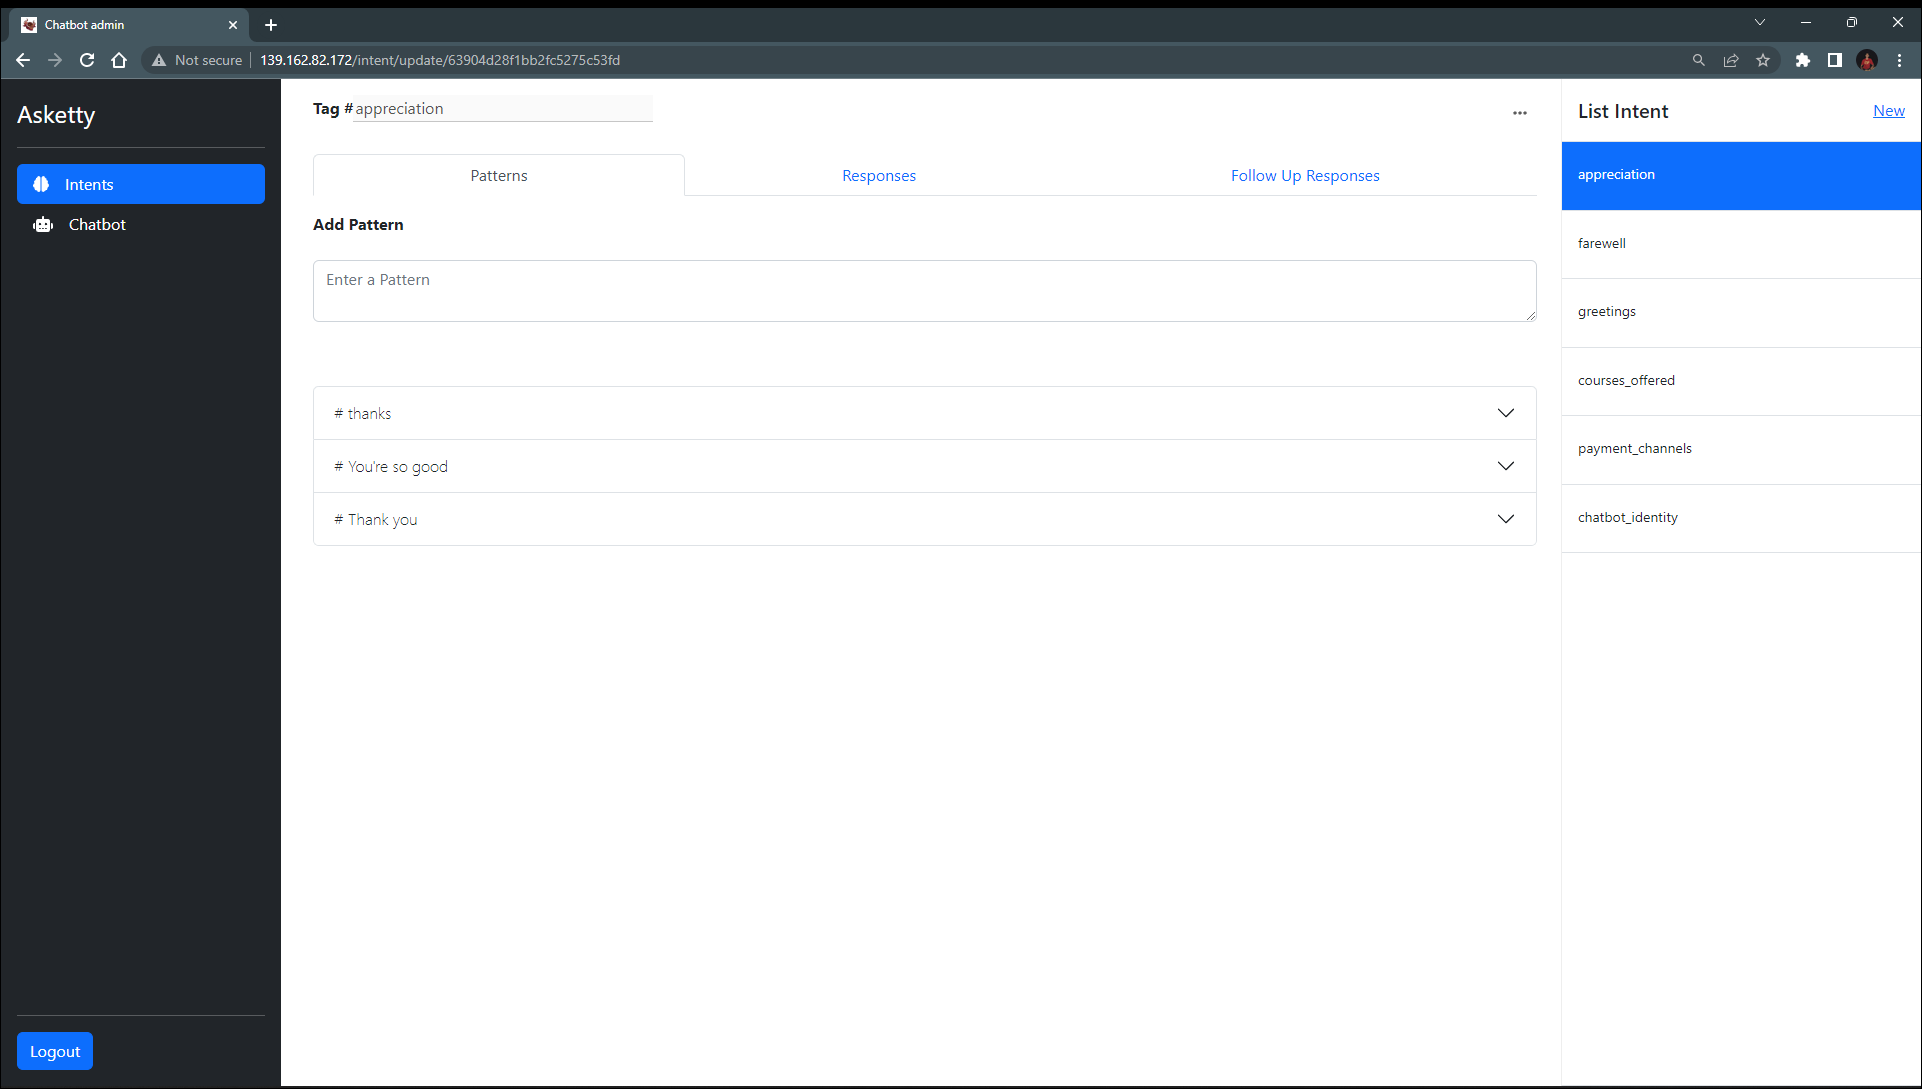 Chatbot admin
Not secure 139.162.82.172/intent/update/63904d28f1bb2fc5275c53fd
Asketty
Intents
Chatbot
Logout
Tag #appreciation
Patterns
Responses
Follow Up Responses
Add Pattern
Enter a Pattern
# thanks
# You're so good
# Thank you
List Intent
New
appreciation
farewell
greetings
courses_offered
payment_channels
chatbot_identity